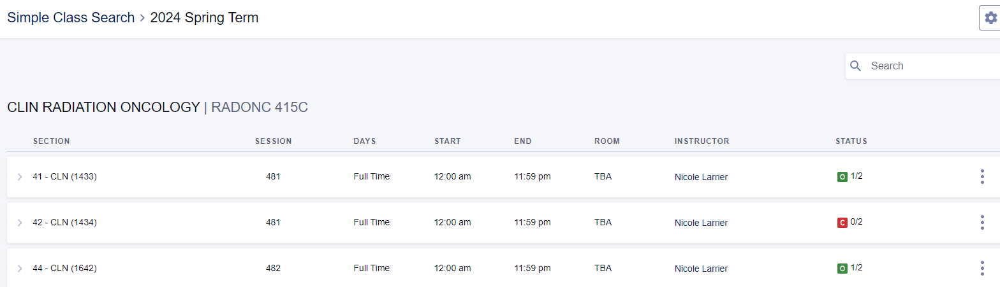 Simple Class Search > 2024 Spring Term
Search
CLIN RADIATION ONCOLOGY | RADONC 415C
SECTION SESSION DAYS START END ROOM INSTRUCTOR STATUS
41 - CLN (1433) 481 Full Time 12:00 am 11:59 pm TBA Nicole Larrier O 1/2
42 - CLN (1434) 481 Full Time 12:00 am 11:59 pm TBA Nicole Larrier C 0/2
44 - CLN (1642) 482 Full Time 12:00 am 11:59 pm TBA Nicole Larrier O 1/2